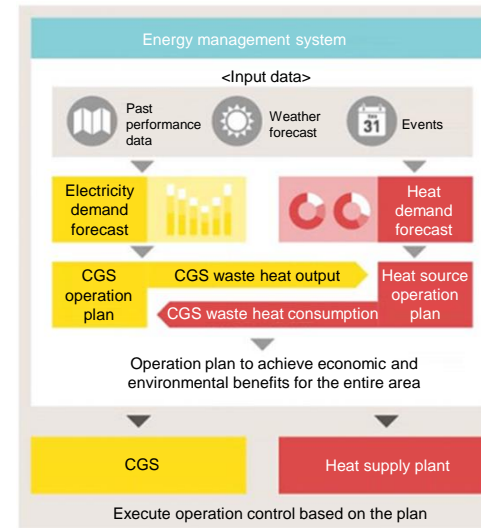 Energy management system
<Input data>
Past
performance
data
Weather
forecast
31
Events
Electricity
demand
forecast
Heat
demand
forecast
CGS
operation
plan
CGS waste heat output
Heat source
operation
plan
CGS waste heat consumption
Operation plan to achieve economic and
environmental benefits for the entire area
CGS
Heat supply plant
Execute operation control based on the plan